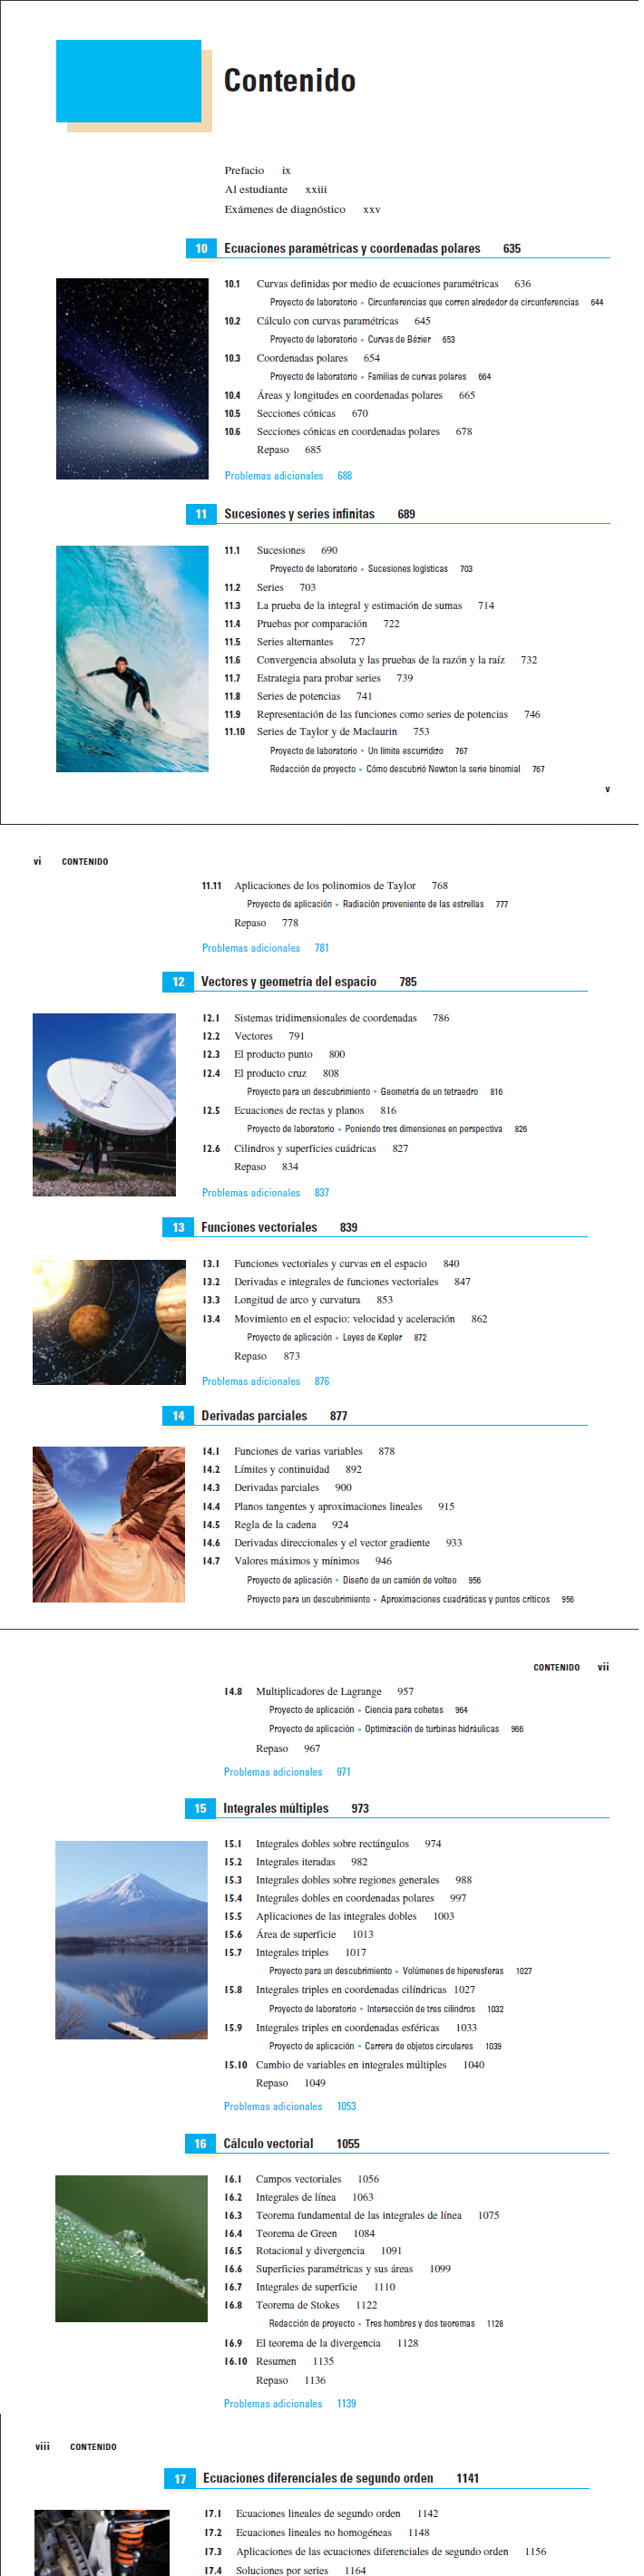 Contenido
Prefacio ix
Al estudiante xxiii
Exámenes de diagnóstico xxv
10 Ecuaciones paramétricas y coordenadas polares 635
10.1 Curvas definidas por medio de ecuaciones paramétricas 636
Proyecto de laboratorio • Circunferencias que corren alrededor de circunferencias 644
10.2 Cálculo con curvas paramétricas 645
Proyecto de laboratorio • Curvas de Bézier 653
10.3 Coordenadas polares 654
Proyecto de laboratorio • Familias de curvas polares 664
10.4 Áreas y longitudes en coordenadas polares 665
10.5 Secciones cónicas 670
10.6 Secciones cónicas en coordenadas polares 678
Repaso 685
Problemas adicionales 688
11 Sucesiones y series infinitas 689
11.1 Sucesiones 690
Proyecto de laboratorio • Sucesiones logísticas 703
11.2 Series 703
11.3 La prueba de la integral y estimación de sumas 714
11.4 Pruebas por comparación 722
11.5 Series alternantes 727
11.6 Convergencia absoluta y las pruebas de la razón y la raíz 732
11.7 Estrategia para probar series 739
11.8 Series de potencias 741
11.9 Representación de las funciones como series de potencias 746
11.10 Series de Taylor y de Maclaurin 753
Proyecto de laboratorio • Un límite escurridizo 767
Redacción de proyecto • Cómo descubrió Newton la serie binomial 767
v
vi CONTENIDO
11.11 Aplicaciones de los polinomios de Taylor 768
Proyecto de aplicación • Radiación proveniente de las estrellas 777
Repaso 778
Problemas adicionales 781
12 Vectores y geometría del espacio 785
12.1 Sistemas tridimensionales de coordenadas 786
12.2 Vectores 791
12.3 El producto punto 800
12.4 El producto cruz 808
Proyecto para un descubrimiento • Geometría de un tetraedro 816
12.5 Ecuaciones de rectas y planos 816
Proyecto de laboratorio • Poniendo tres dimensiones en perspectiva 826
12.6 Cilindros y superficies cuádricas 827
Repaso 834
Problemas adicionales 837
13 Funciones vectoriales 839
13.1 Funciones vectoriales y curvas en el espacio 840
13.2 Derivadas e integrales de funciones vectoriales 847
13.3 Longitud de arco y curvatura 853
13.4 Movimiento en el espacio: velocidad y aceleración 862
Proyecto de aplicación • Leyes de Kepler 872
Repaso 873
Problemas adicionales 876
14 Derivadas parciales 877
14.1 Funciones de varias variables 878
14.2 Límites y continuidad 892
14.3 Derivadas parciales 900
14.4 Planos tangentes y aproximaciones lineales 915
14.5 Regla de la cadena 924
14.6 Derivadas direccionales y el vector gradiente 933
14.7 Valores máximos y mínimos 946
Proyecto de aplicación • Diseño de un camión de volteo 956
Proyecto para un descubrimiento • Aproximaciones cuadráticas y puntos críticos 956
CONTENIDO vii
14.8 Multiplicadores de Lagrange 957
Proyecto de aplicación • Ciencia para cohetes 964
Proyecto de aplicación • Optimización de turbinas hidráulicas 966
Repaso 967
Problemas adicionales 971
15 Integrales múltiples 973
15.1 Integrales dobles sobre rectángulos 974
15.2 Integrales iteradas 982
15.3 Integrales dobles sobre regiones generales 988
15.4 Integrales dobles en coordenadas polares 997
15.5 Aplicaciones de las integrales dobles 1003
15.6 Área de superficie 1013
15.7 Integrales triples 1017
Proyecto para un descubrimiento • Volúmenes de hiperesferas 1027
15.8 Integrales triples en coordenadas cilíndricas 1027
Proyecto de laboratorio • Intersección de tres cilindros 1032
15.9 Integrales triples en coordenadas esféricas 1033
Proyecto de aplicación • Carrera de objetos circulares 1039
15.10 Cambio de variables en integrales múltiples 1040
Repaso 1049
Problemas adicionales 1053
16 Cálculo vectorial 1055
16.1 Campos vectoriales 1056
16.2 Integrales de línea 1063
16.3 Teorema fundamental de las integrales de línea 1075
16.4 Teorema de Green 1084
16.5 Rotacional y divergencia 1091
16.6 Superficies paramétricas y sus áreas 1099
16.7 Integrales de superficie 1110
16.8 Teorema de Stokes 1122
Redacción de proyecto • Tres hombres y dos teoremas 1128
16.9 El teorema de la divergencia 1128
16.10 Resumen 1135
Repaso 1136
Problemas adicionales 1139
viii CONTENIDO
17 Ecuaciones diferenciales de segundo orden 1141
17.1 Ecuaciones lineales de segundo orden 1142
17.2 Ecuaciones lineales no homogéneas 1148
17.3 Aplicaciones de las ecuaciones diferenciales de segundo orden 1156
17.4 Soluciones por series 1164